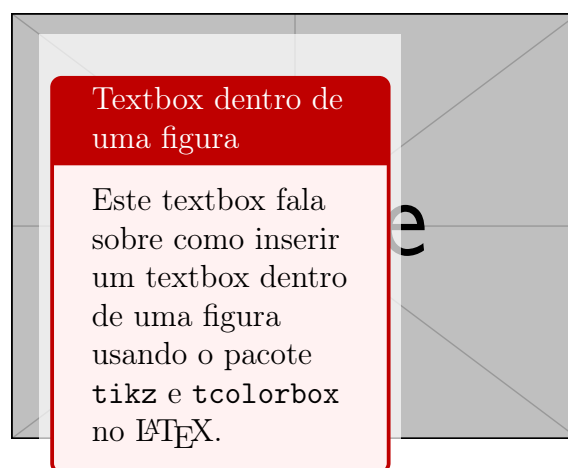 Textbox dentro de
uma figura
Este textbox fala
sobre como inserir
um textbox dentro
de uma figura
usando o pacote
tikz e tcolorbox
no LATEX.
e